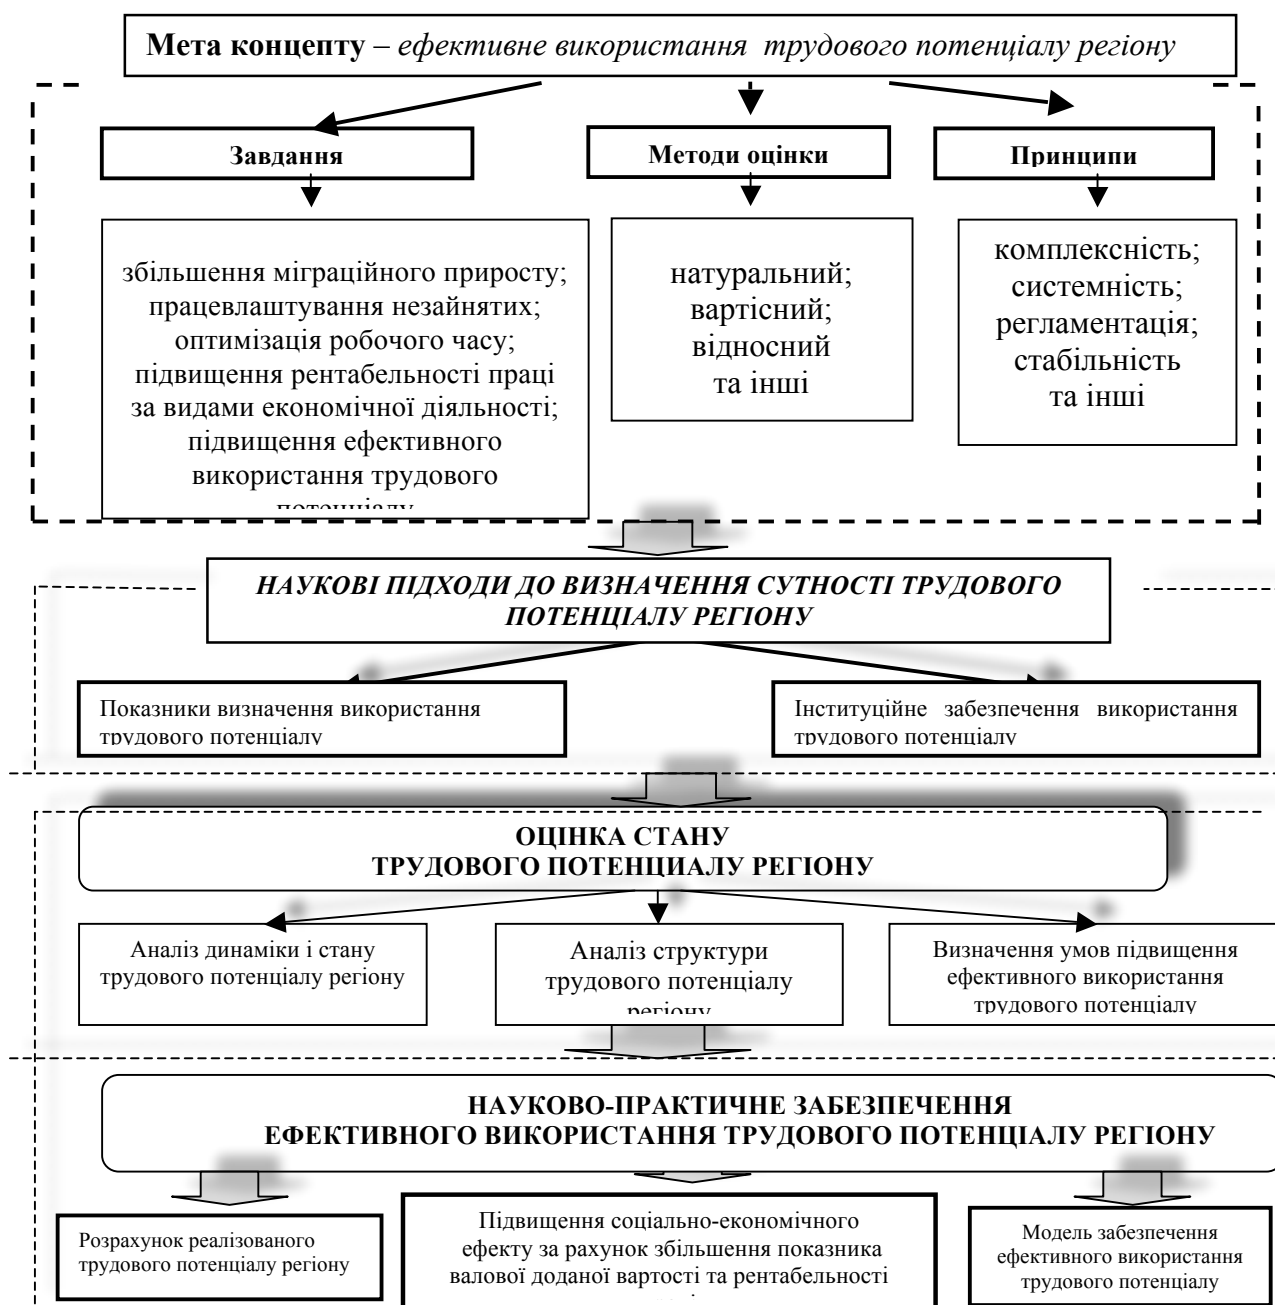 Мета концепту – ефективне використання трудового потенціалу регіону
Завдання
Методи оцінки
Принципи
збільшення міграційного приросту;
працевлаштування незайнятих;
оптимізація робочого часу;
підвищення рентабельності праці
за видами економічної діяльності;
підвищення ефективного
використання трудового
потенціалу
натуральний;
вартісний;
відносний
та інші
комплексність;
системність;
регламентація;
стабільність
та інші
НАУКОВІ ПІДХОДИ ДО ВИЗНАЧЕННЯ СУТНОСТІ ТРУДОВОГО
ПОТЕНЦІАЛУ РЕГІОНУ
Показники визначення використання
трудового потенціалу
Інституційне забезпечення використання
трудового потенціалу
ОЦІНКА СТАНУ
ТРУДОВОГО ПОТЕНЦИАЛУ РЕГІОНУ
Аналіз динаміки і стану
трудового потенціалу регіону
Аналіз структури
трудового потенціалу
регіону
Визначення умов підвищення
ефективного використання
трудового потенціалу
НАУКОВО-ПРАКТИЧНЕ ЗАБЕЗПЕЧЕННЯ
ЕФЕКТИВНОГО ВИКОРИСТАННЯ ТРУДОВОГО ПОТЕНЦІАЛУ РЕГІОНУ
Розрахунок реалізованого
трудового потенціалу регіону
Підвищення соціально-економічного
ефекту за рахунок збільшення показника
валової доданої вартості та рентабельності
Модель забезпечення
ефективного використання
трудового потенціалу